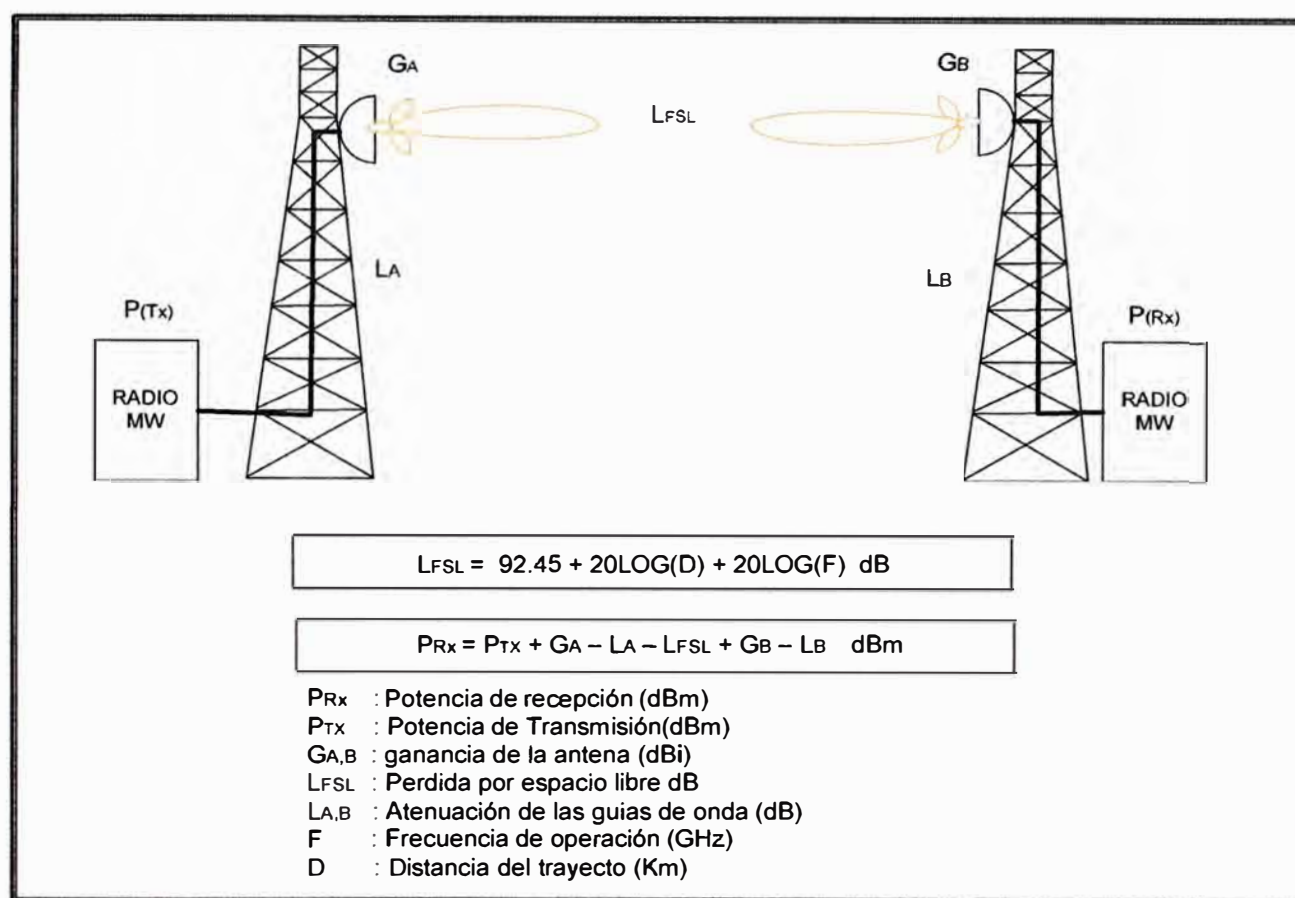 GA
GB
LFSL
LA
LB
P(Tx)
P(Rx)
RADIO
MW
RADIO
MW
LFSL = 92.45 + 20LOG(D) + 20LOG(F) dB
PRx = PTX + GA – LA – LFSL + GB – LB dBm
PRx : Potencia de recepción (dBm)
PTX : Potencia de Transmisión(dBm)
GA,B : ganancia de la antena (dBi)
LFSL : Perdida por espacio libre dB
LA,B : Atenuación de las guias de onda (dB)
F : Frecuencia de operación (GHz)
D : Distancia del trayecto (Km)